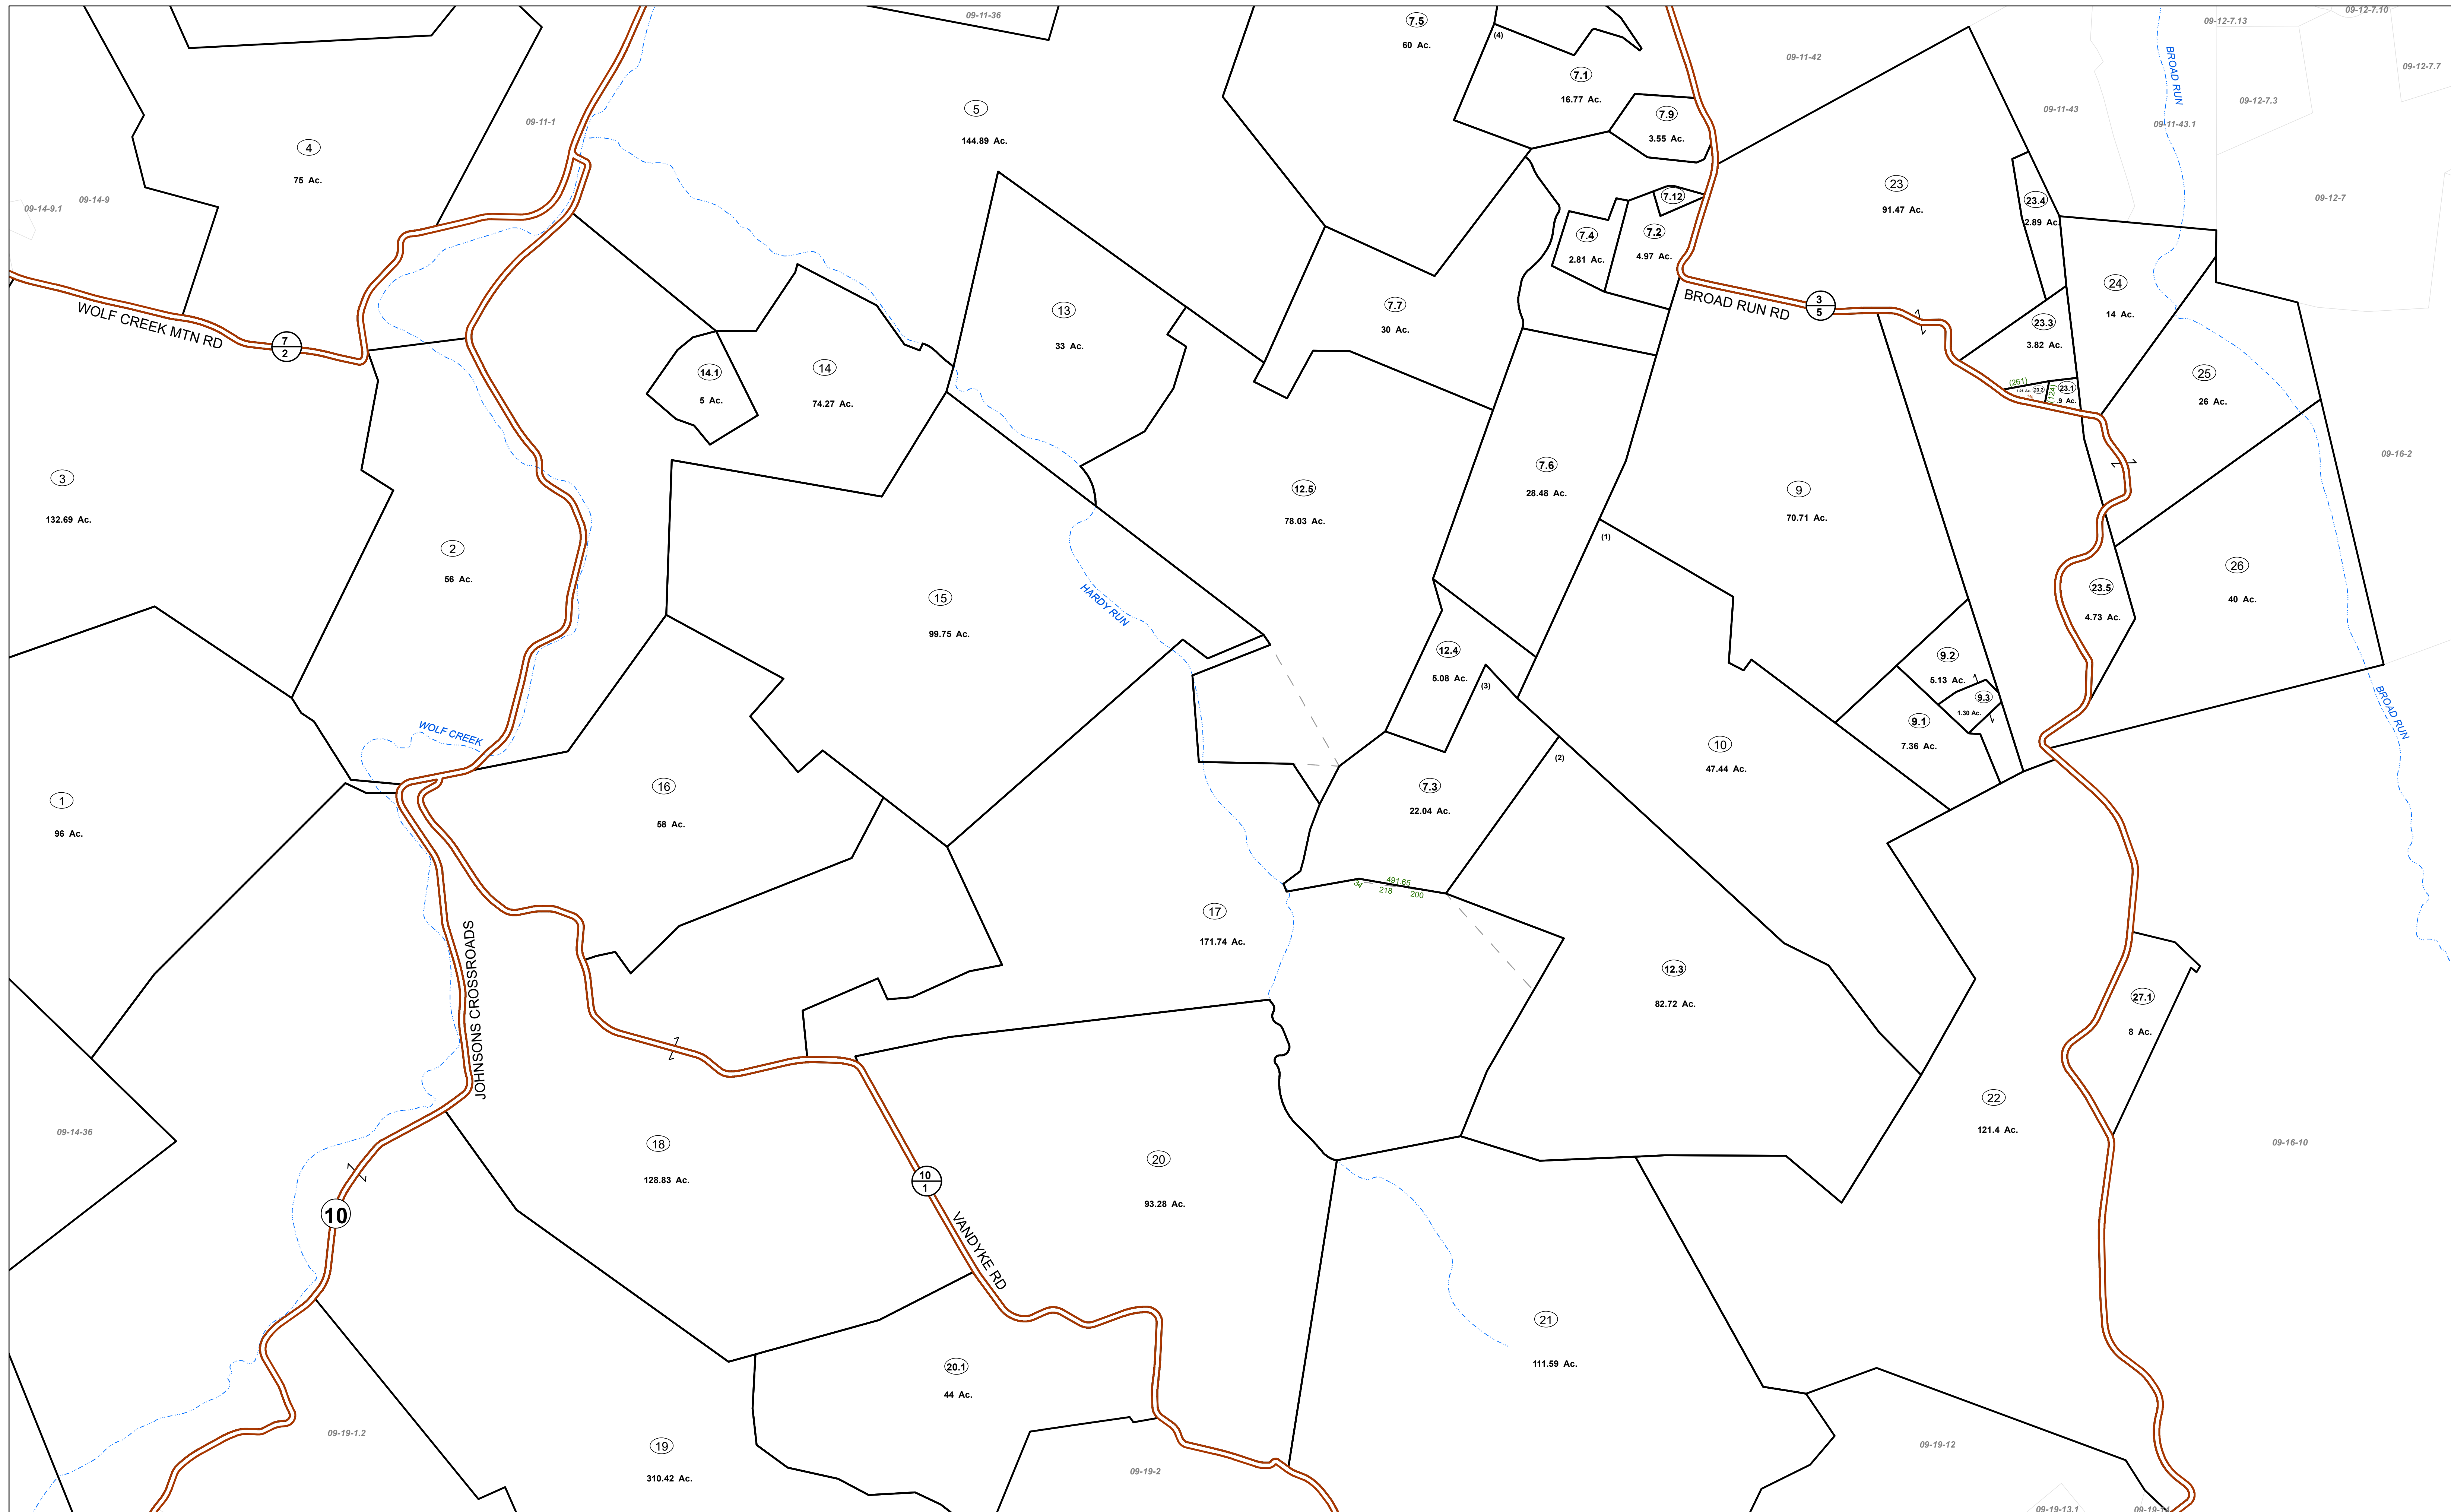 09-11-36
7.5
60 Ac.
(4)
7.1
16.77 Ac.
09-11-42
09-12-7.13
09-12-7.10
BROAD RUN
09-12-7.7
09-12-7.3
09-11-43
09-11-43.1
09-11-1
5
144.89 Ac.
7.9
3.55 Ac.
4
75 Ac.
09-14-9
09-14-9.1
23
91.47 Ac.
09-12-7
7.12
7.4
2.81 Ac.
7.2
4.97 Ac.
23.4
2.89 Ac.
24
14 Ac.
WOLF CREEK MTN RD
7
2
13
33 Ac.
7.7
30 Ac.
BROAD RUN RD
3
5
23.3
3.82 Ac.
14.1
5 Ac.
14
74.27 Ac.
(261)
23.2
(124)
23.1
.9 Ac.
25
26 Ac.
3
132.69 Ac.
12.5
78.03 Ac.
7.6
28.48 Ac.
(1)
9
70.71 Ac.
09-16-2
2
56 Ac.
15
99.75 Ac.
HARDY RUN
23.5
4.73 Ac.
26
40 Ac.
12.4
5.08 Ac.
(3)
9.2
5.13 Ac.
9.3
1.30 Ac.
9.1
7.36 Ac.
BROAD RUN
WOLF CREEK
1
96 Ac.
16
58 Ac.
7.3
22.04 Ac.
(2)
10
47.44 Ac.
34
491.65
218
200
17
171.74 Ac.
12.3
82.72 Ac.
27.1
8 Ac.
JOHNSONS CROSSROADS
09-14-36
22
121.4 Ac.
09-16-10
18
128.83 Ac.
20
93.28 Ac.
10
1
10
VANDYKE RD
21
111.59 Ac.
20.1
44 Ac.
09-19-1.2
19
310.42 Ac.
09-19-2
09-19-12
09-19-13.1
09-19-14